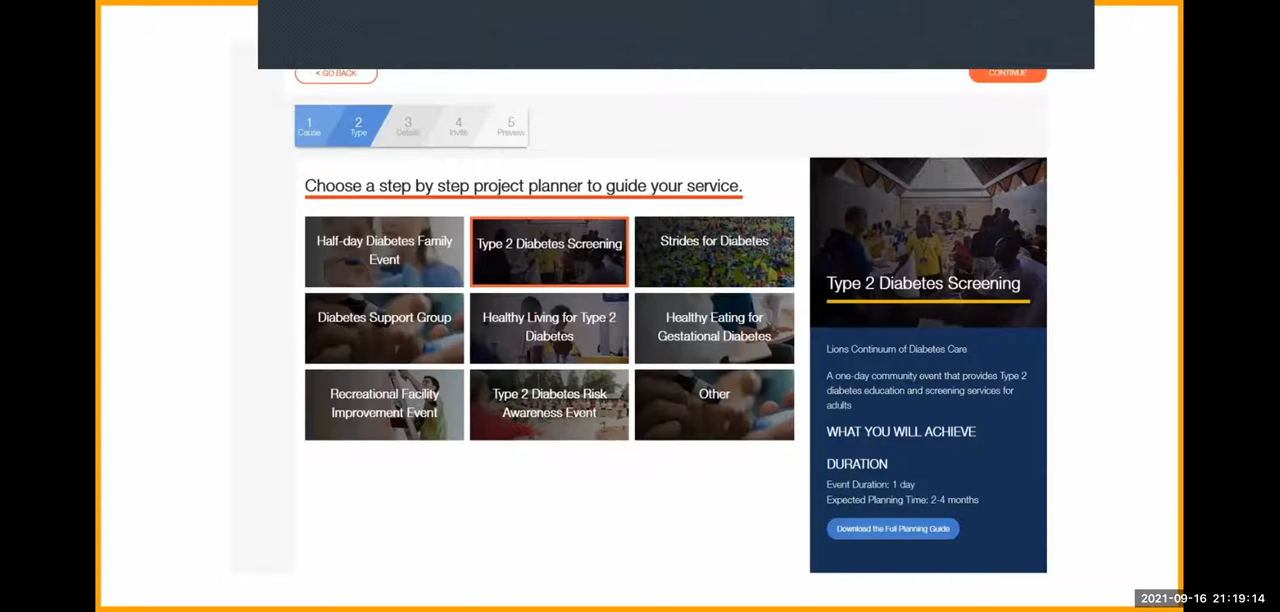 < GO BACK
CONTINUE
1
Cause
2
Type
3
Details
4
Invite
5
Preview
Choose a step by step project planner to guide your service.
Half-day Diabetes Family
Event
Type 2 Diabetes Screening
Strides for Diabetes
Diabetes Support Group
Healthy Living for Type 2
Diabetes
Healthy Eating for
Gestational Diabetes
Recreational Facility
Improvement Event
Type 2 Diabetes Risk
Awareness Event
Other
Type 2 Diabetes Screening
Lions Continuum of Diabetes Care
A one-day community event that provides Type 2
diabetes education and screening services for
adults
WHAT YOU WILL ACHIEVE
DURATION
Event Duration: 1 day
Expected Planning Time: 2-4 months
Download the Full Planning Guide
2021-09-16 21:19:14